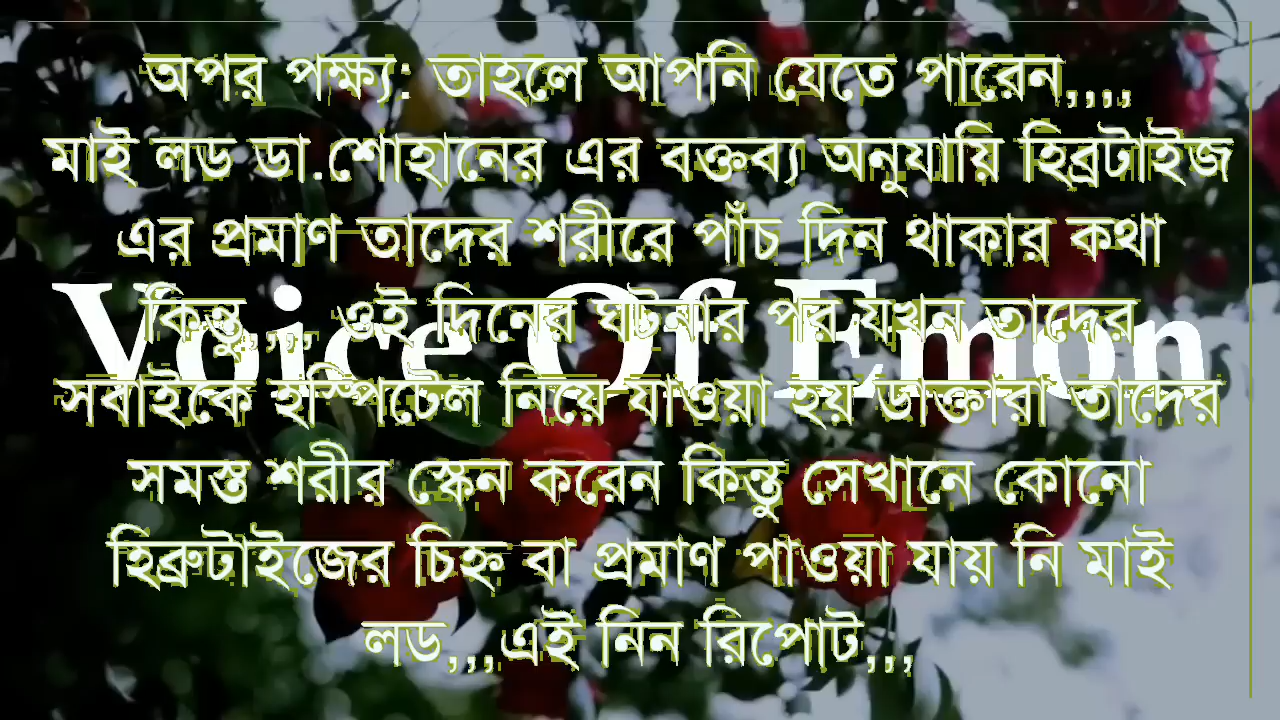 অপর পক্ষ্য: তাহলে আপনি যেতে পারেন,,,,
মাই লড ডা.শোহানের এর বক্তব্য অনুযায়ি হিব্রটাইজ
এর প্রমাণ তাদের শরীরে পাঁচ দিন থাকার কথা
কিন্তু,,,, ওই দিনের ঘটনার পর যখন তাদের
Voice Of Emon
সবাইকে হস্পিটেল নিয়ে যাওয়া হয় ডাক্তারা তাদের
সমস্ত শরীর স্কেন করেন কিন্তু সেখানে কোনো
হিব্রুটাইজের চিহ্ন বা প্রমাণ পাওয়া যায় নি মাই
লড,,,এই নিন রিপোট,,,